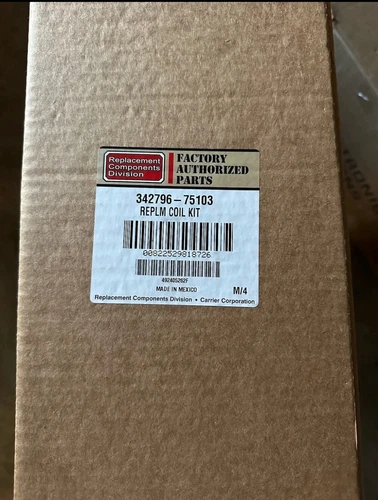 Replacement
Components
Division
FACTORY
AUTHORIZED
PARTS
342796-75103
REPLM COIL KIT
00822529818726
492405282F
MADE IN MEXICO
M/4
Replacement Components Division • Carrier Corporation